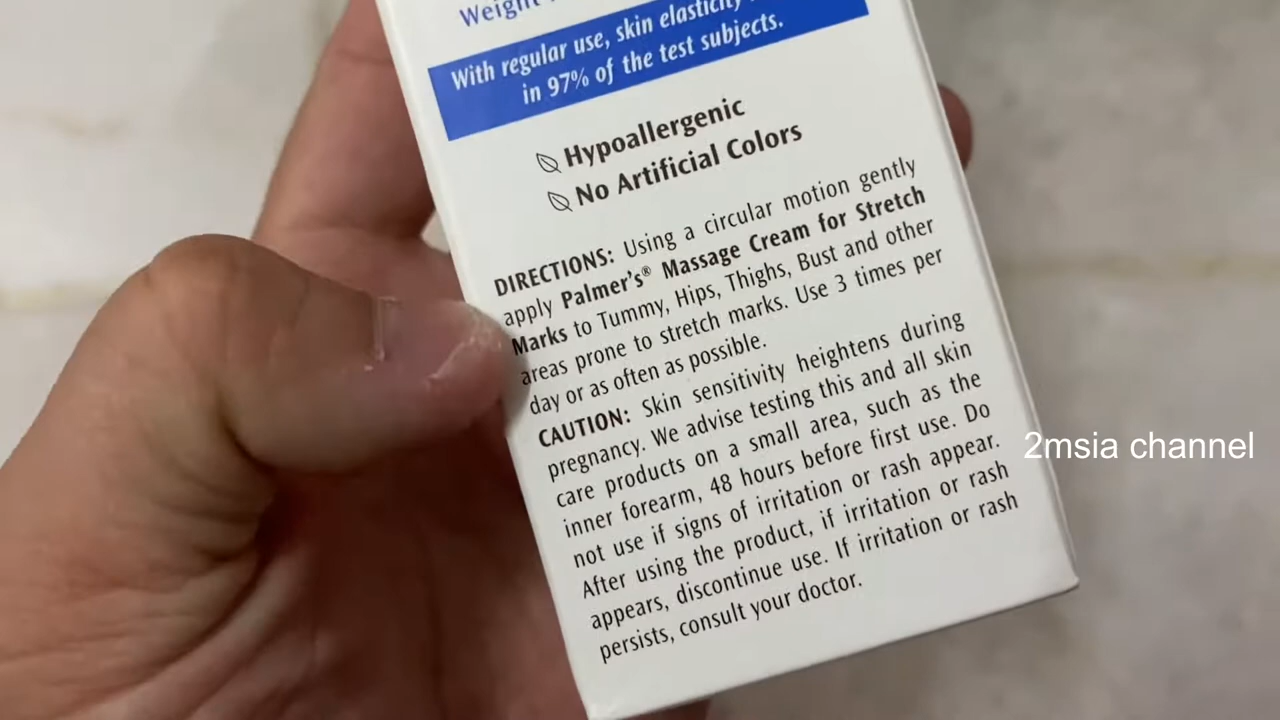 Weight
With regular use, skin elasticity
in 97% of the test subjects.
Hypoallergenic
No Artificial Colors
DIRECTIONS: Using a circular motion gently
apply Palmer's® Massage Cream for Stretch
Marks to Tummy, Hips, Thighs, Bust and other
areas prone to stretch marks. Use 3 times per
day or as often as possible.
CAUTION: Skin sensitivity heightens during
pregnancy. We advise testing this and all skin
care products on a small area, such as the
inner forearm, 48 hours before first use. Do
not use if signs of irritation or rash appear.
After using the product, if irritation or rash
appears, discontinue use. If irritation or rash
persists, consult your doctor.
2msia channel